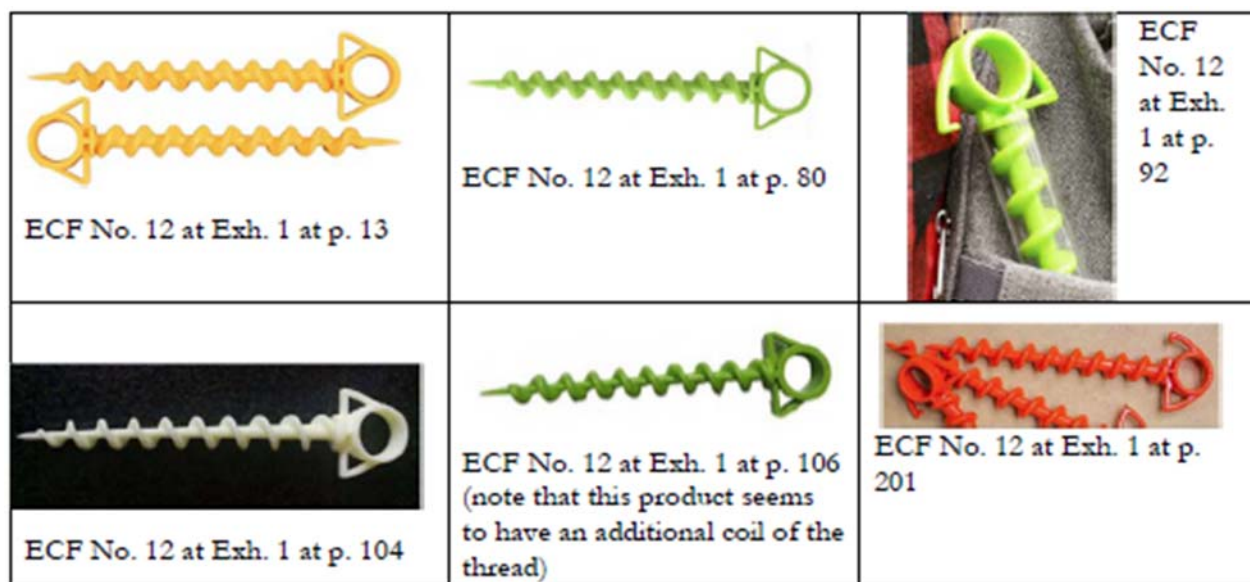 ECF No. 12 at Exh. 1 at p. 13
ECF No. 12 at Exh. 1 at p. 80
ECF
No. 12
at Exh.
1 at p.
92
ECF No. 12 at Exh. 1 at p. 104
ECF No. 12 at Exh. 1 at p. 106
(note that this product seems
to have an additional coil of the
thread)
ECF No. 12 at Exh. 1 at p.
201